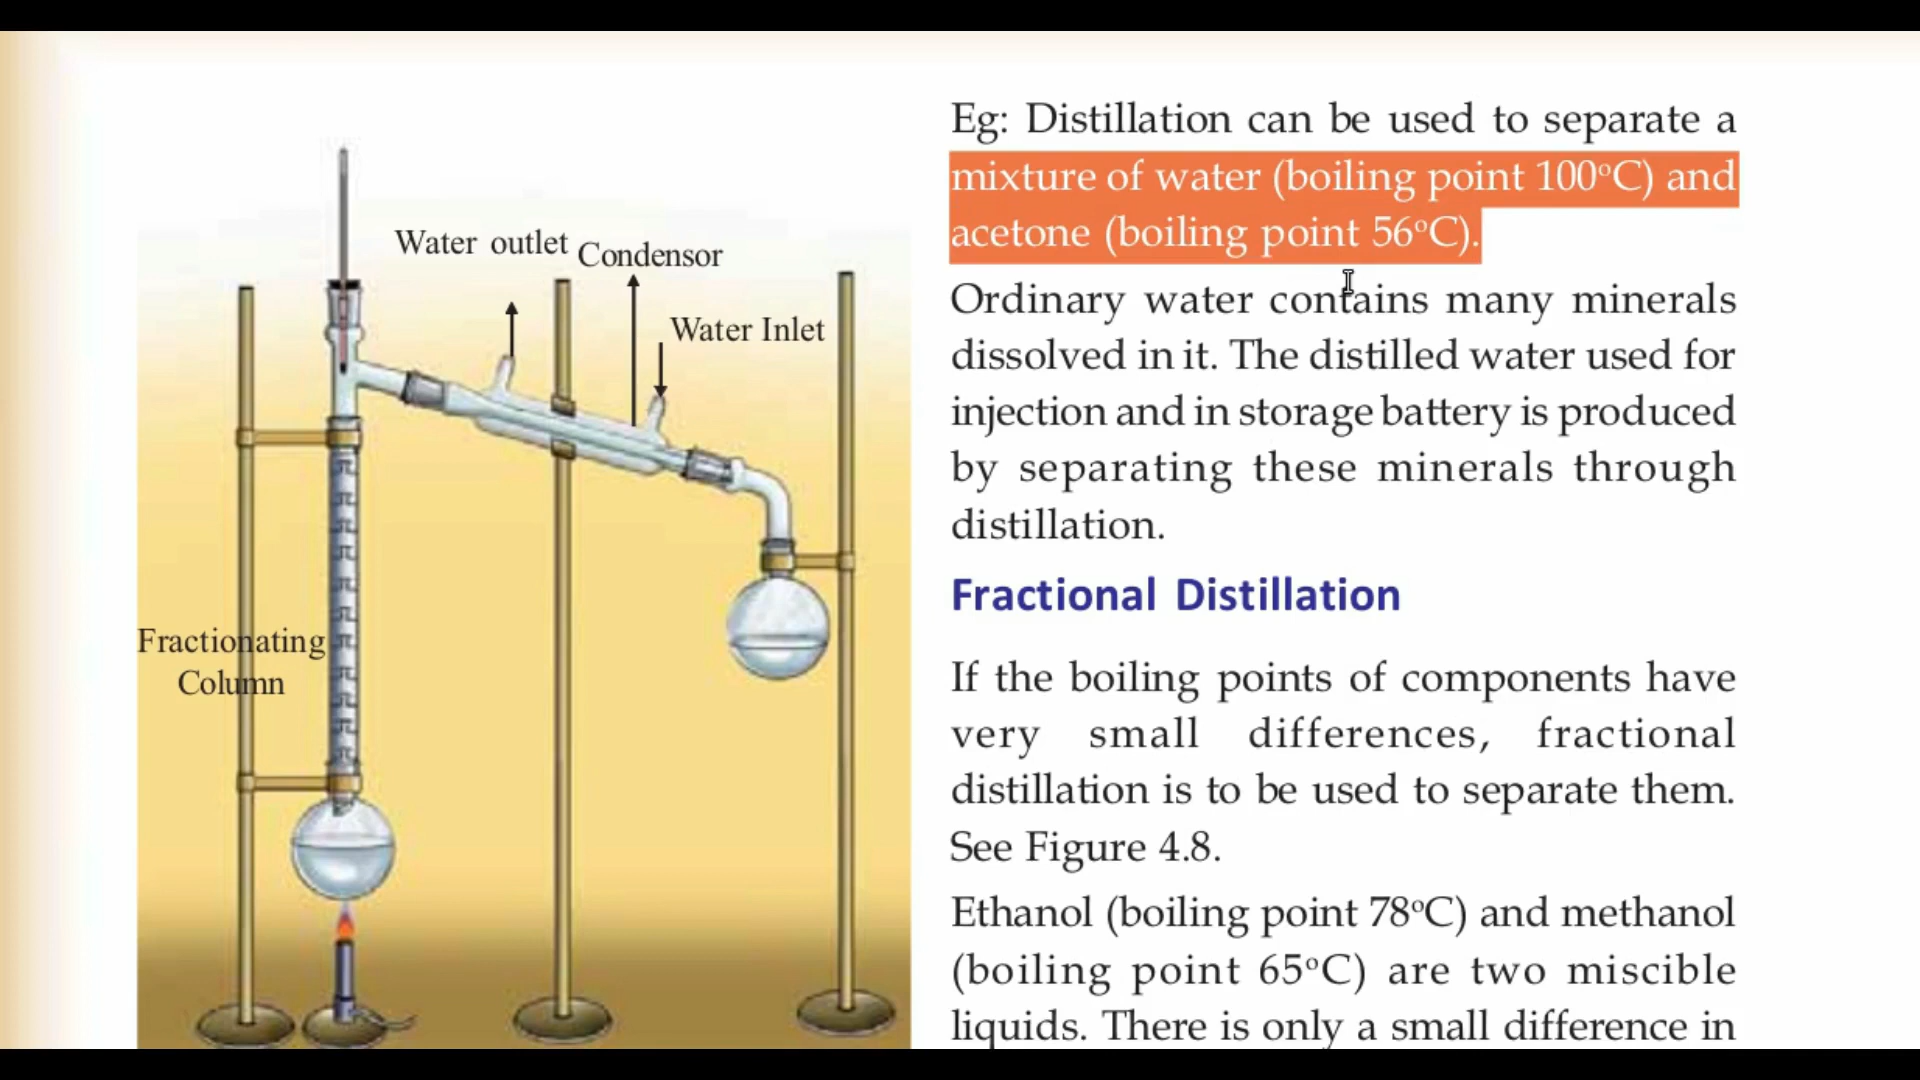 Water outlet
Condensor
Water Inlet
Fractionating
Column
Eg: Distillation can be used to separate a
mixture of water (boiling point 100°C) and
acetone (boiling point 56°C).
Ordinary water contains many minerals
dissolved in it. The distilled water used for
injection and in storage battery is produced
by separating these minerals through
distillation.
Fractional Distillation
If the boiling points of components have
very small differences, fractional
distillation is to be used to separate them.
See Figure 4.8.
Ethanol (boiling point 78°C) and methanol
(boiling point 65°C) are two miscible
liquids. There is only a small difference in